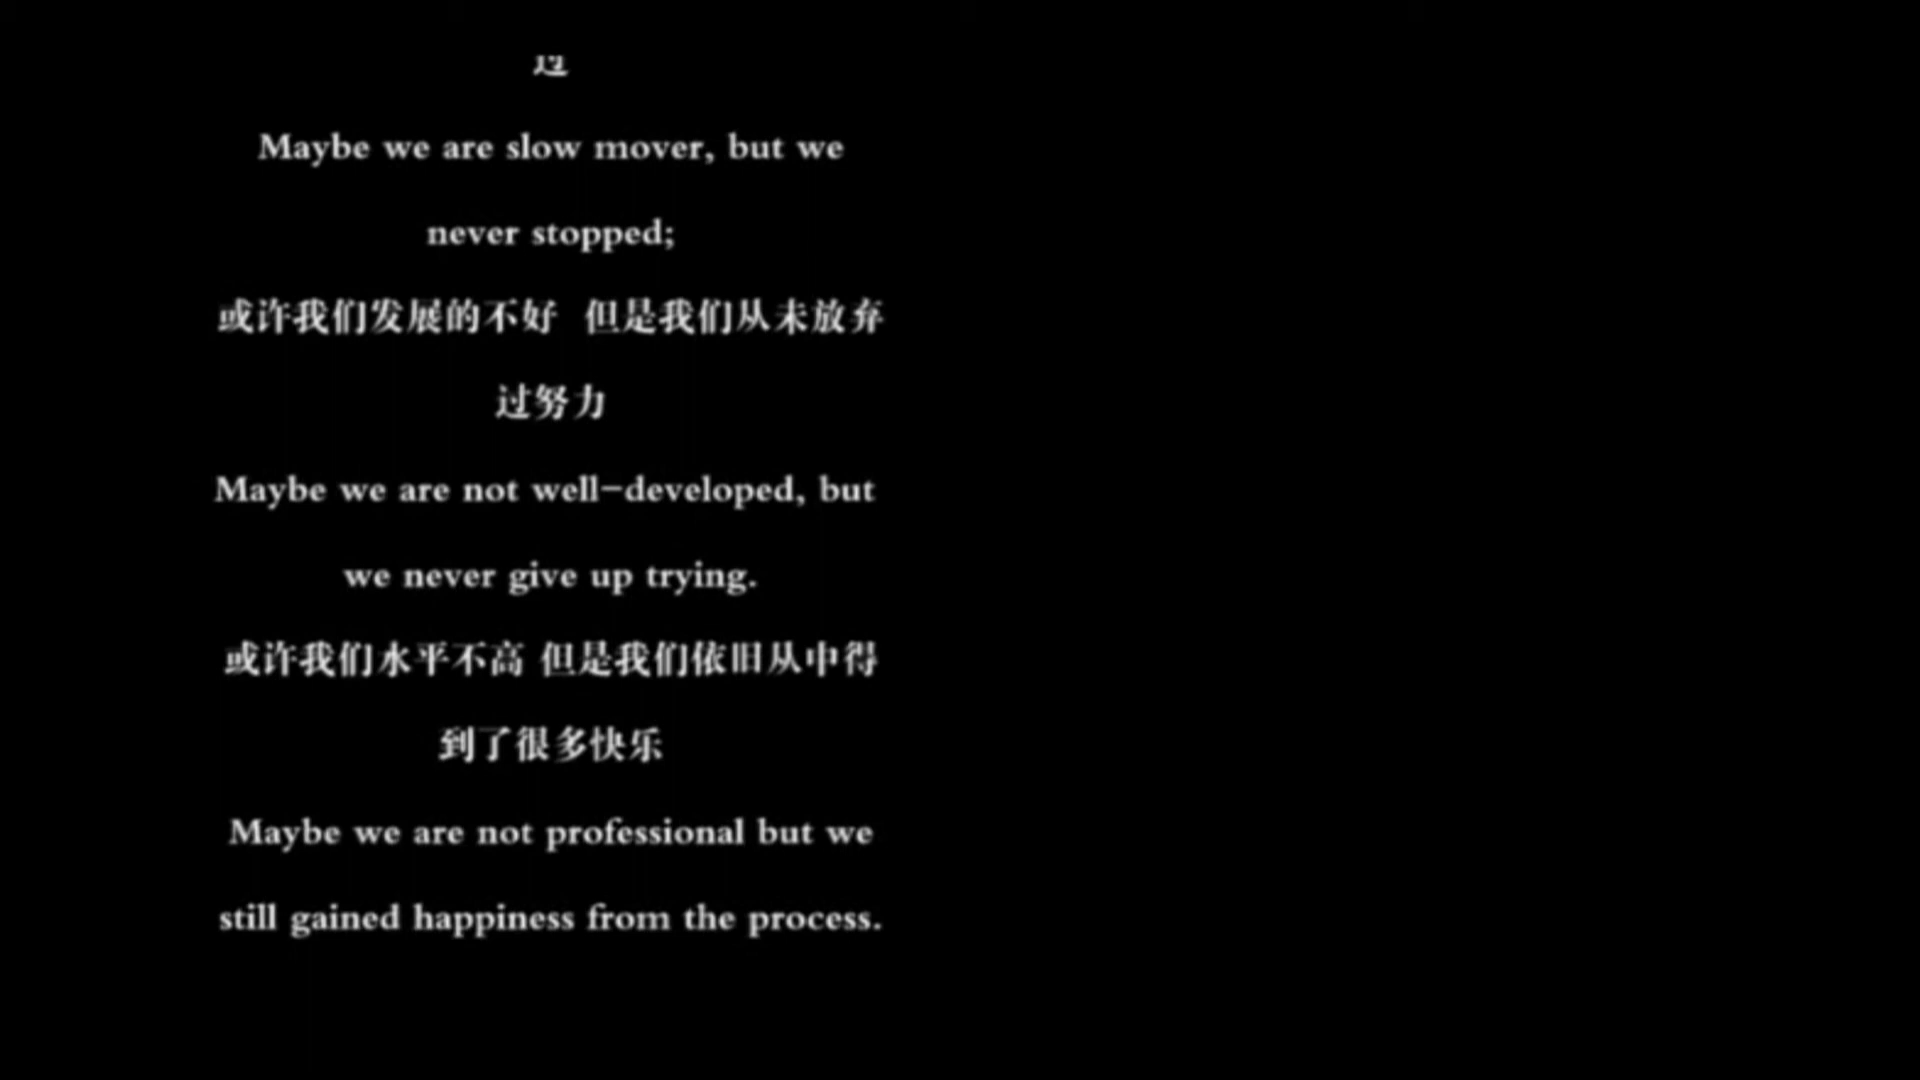 过
Maybe we are slow mover, but we
never stopped;
或许我们发展的不好 但是我们从未放弃
过努力
Maybe we are not well-developed, but
we never give up trying.
或许我们水平不高 但是我们依旧从中得
到了很多快乐
Maybe we are not professional but we
still gained happiness from the process.